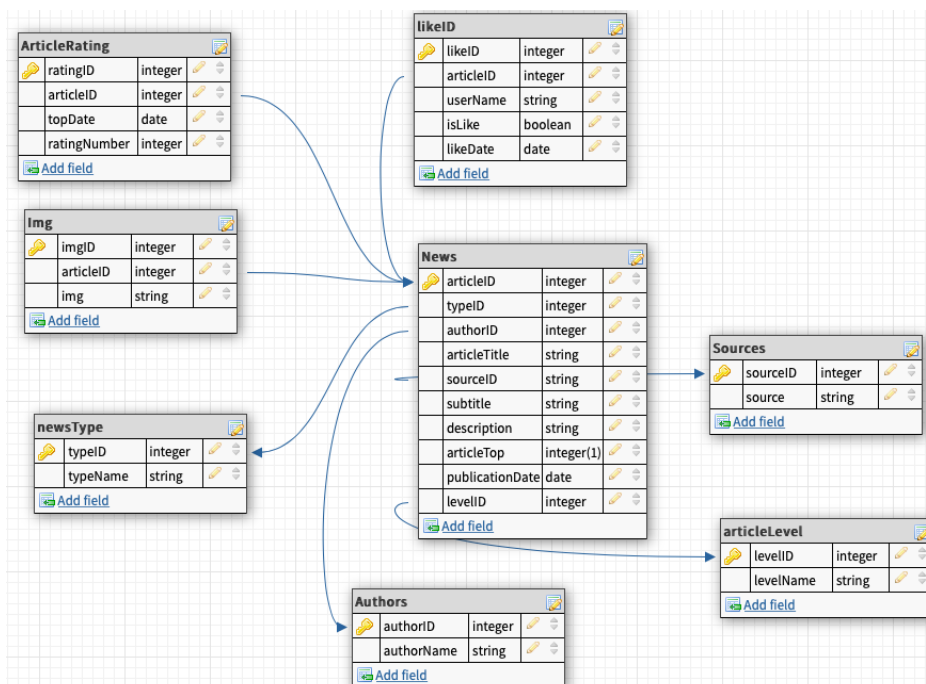 ArticleRating
ratingID integer
articleID integer
topDate date
ratingNumber integer
Add field
likeID
likeID integer
articleID integer
userName string
isLike boolean
likeDate date
Add field
Img
imgID integer
articleID integer
img string
Add field
News
articleID integer
typeID integer
authorID integer
articleTitle string
sourceID string
subtitle string
description string
articleTop integer(1)
publicationDate date
levelID integer
Add field
Sources
sourceID integer
source string
Add field
newsType
typeID integer
typeName string
Add field
articleLevel
levelID integer
levelName string
Add field
Authors
authorID integer
authorName string
Add field